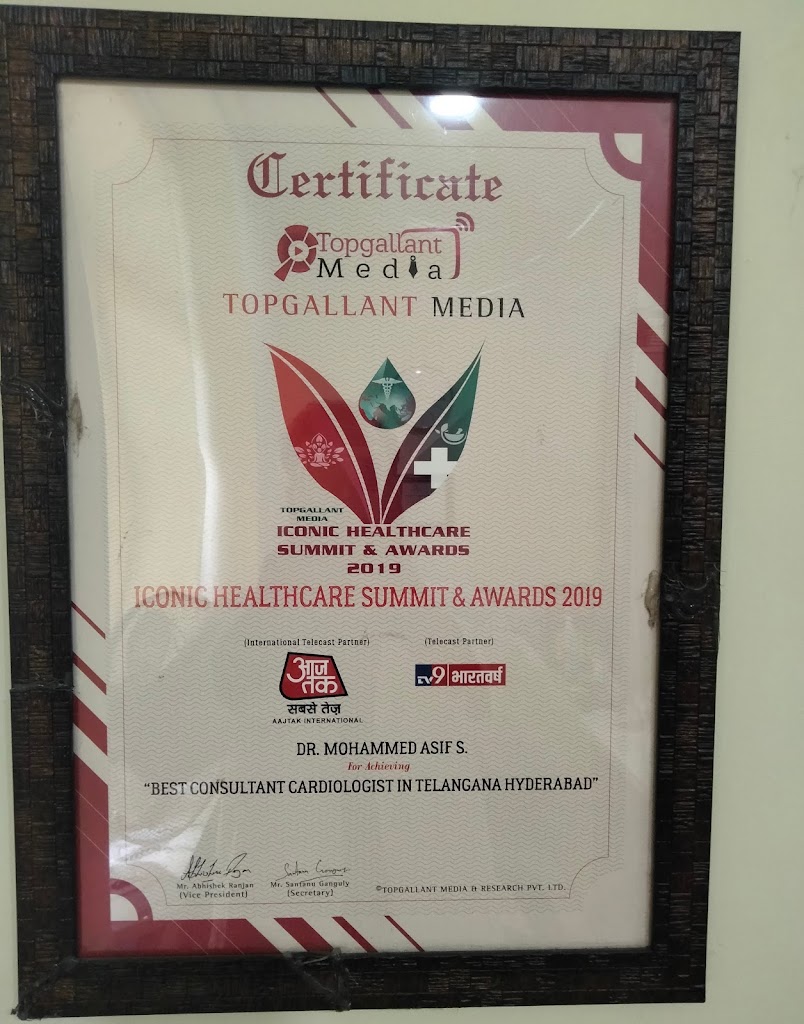 Certificate
Topgallant
Media
TOPGALLANT MEDIA
TOPGALLANT
MEDIA
ICONIC HEALTHCARE
SUMMIT & AWARDS
2019
ICONIC HEALTHCARE SUMMIT & AWARDS 2019
(International Telecast Partner)
(Telecast Partner)
आज
तक
सबसे तेज़
AAJTAK INTERNATIONAL
TV9 भारतवर्ष
DR. MOHAMMED ASIF S.
For Achieving
“BEST CONSULTANT CARDIOLOGIST IN TELANGANA HYDERABAD”
Mr. Abhishek Ranjan
(Vice President)
Mr. Santanu Ganguly
(Secretary)
©TOPGALLANT MEDIA & RESEARCH PVT. LTD.